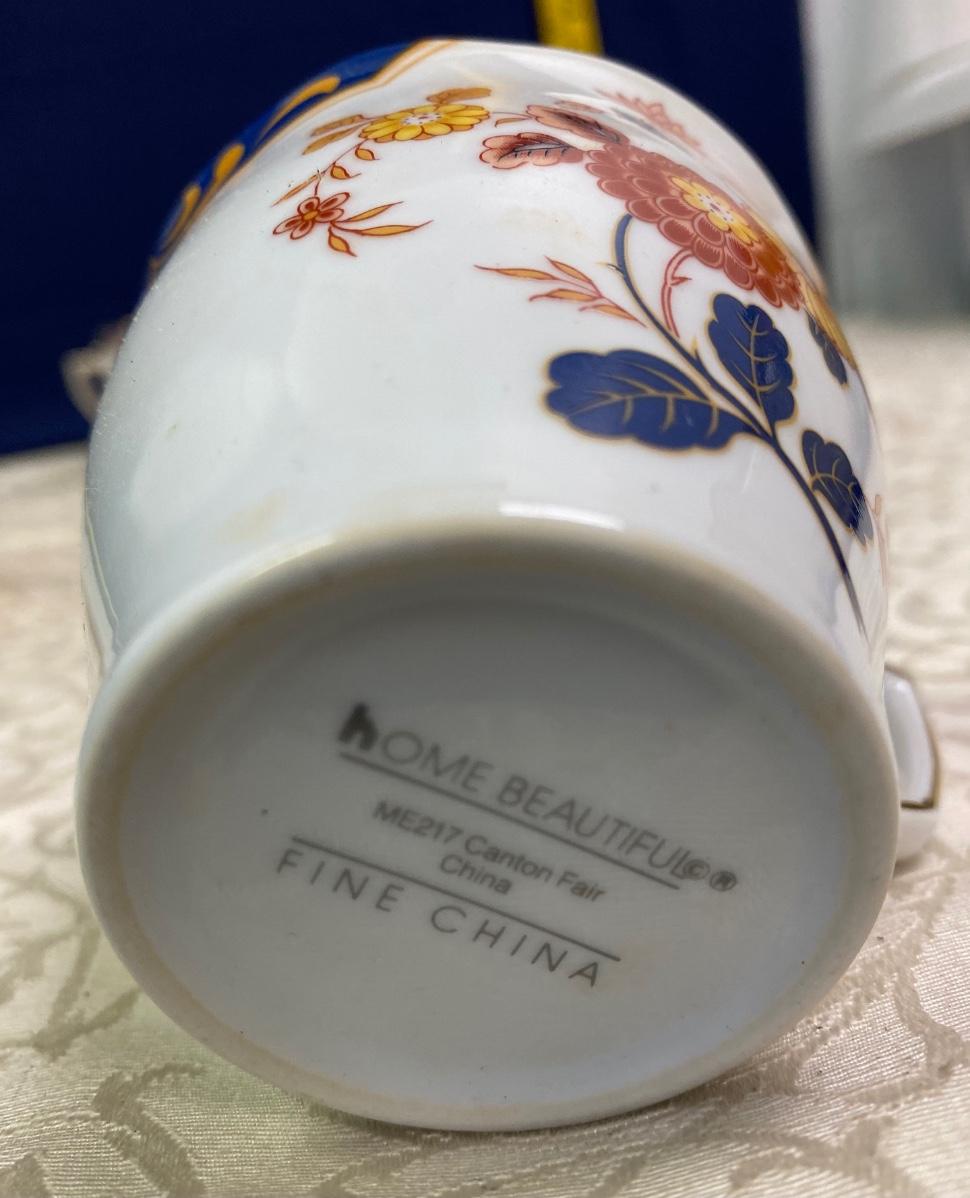 hOME BEAUTIFUL©®
ME217 Canton Fair
China
FINE CHINA